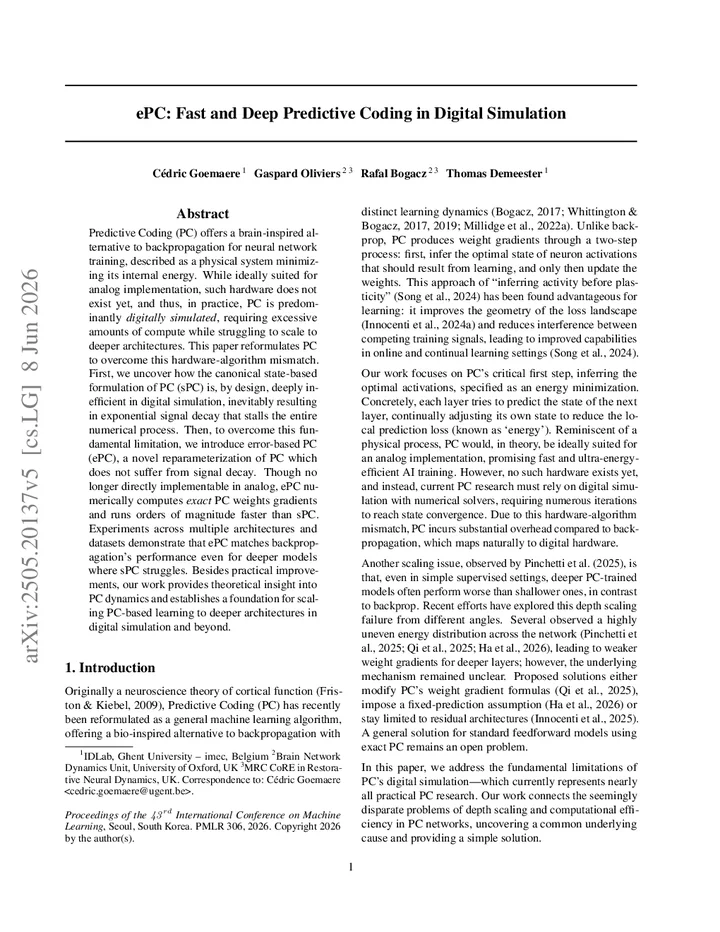 ePC: Fast and Deep Predictive Coding in Digital Simulation
Cédric Goemaere 1 Gaspard Oliviers 2 3 Rafal Bogacz 2 3 Thomas Demeester 1
Abstract
Predictive Coding (PC) offers a brain-inspired al-
ternative to backpropagation for neural network
training, described as a physical system minimiz-
ing its internal energy. While ideally suited for
analog implementation, such hardware does not
exist yet, and thus, in practice, PC is predom-
inantly digitally simulated, requiring excessive
amounts of compute while struggling to scale to
deeper architectures. This paper reformulates PC
to overcome this hardware-algorithm mismatch.
First, we uncover how the canonical state-based
formulation of PC (sPC) is, by design, deeply in-
efficient in digital simulation, inevitably resulting
in exponential signal decay that stalls the entire
numerical process. Then, to overcome this fun-
damental limitation, we introduce error-based PC
(ePC), a novel reparameterization of PC which
does not suffer from signal decay. Though no
longer directly implementable in analog, ePC nu-
merically computes exact PC weights gradients
and runs orders of magnitude faster than sPC.
Experiments across multiple architectures and
datasets demonstrate that ePC matches backprop-
agation's performance even for deeper models
where sPC struggles. Besides practical improve-
ments, our work provides theoretical insight into
PC dynamics and establishes a foundation for scal-
ing PC-based learning to deeper architectures in
digital simulation and beyond.
1. Introduction
Originally a neuroscience theory of cortical function (Fris-
ton & Kiebel, 2009), Predictive Coding (PC) has recently
been reformulated as a general machine learning algorithm,
offering a bio-inspired alternative to backpropagation with
1IDLab, Ghent University – imec, Belgium 2Brain Network
Dynamics Unit, University of Oxford, UK 3MRC CoRE in Restora-
tive Neural Dynamics, UK. Correspondence to: Cédric Goemaere
<cedric.goemaere@ugent.be>.
Proceedings of the 43rd International Conference on Machine
Learning, Seoul, South Korea. PMLR 306, 2026. Copyright 2026
by the author(s).
distinct learning dynamics (Bogacz, 2017; Whittington &
Bogacz, 2017, 2019; Millidge et al., 2022a). Unlike back-
prop, PC produces weight gradients through a two-step
process: first, infer the optimal state of neuron activations
that should result from learning, and only then update the
weights. This approach of “inferring activity before plas-
ticity” (Song et al., 2024) has been found advantageous for
learning: it improves the geometry of the loss landscape
(Innocenti et al., 2024a) and reduces interference between
competing training signals, leading to improved capabilities
in online and continual learning settings (Song et al., 2024).
Our work focuses on PC's critical first step, inferring the
optimal activations, specified as an energy minimization.
Concretely, each layer tries to predict the state of the next
layer, continually adjusting its own state to reduce the lo-
cal prediction loss (known as ‘energy’). Reminiscent of a
physical process, PC would, in theory, be ideally suited for
an analog implementation, promising fast and ultra-energy-
efficient AI training. However, no such hardware exists yet,
and instead, current PC research must rely on digital simu-
lation with numerical solvers, requiring numerous iterations
to reach state convergence. Due to this hardware-algorithm
mismatch, PC incurs substantial overhead compared to back-
propagation, which maps naturally to digital hardware.
Another scaling issue, observed by Pinchetti et al. (2025), is
that, even in simple supervised settings, deeper PC-trained
models often perform worse than shallower ones, in contrast
to backprop. Recent efforts have explored this depth scaling
failure from different angles. Several observed a highly
uneven energy distribution across the network (Pinchetti
et al., 2025; Qi et al., 2025; Ha et al., 2026), leading to weaker
weight gradients for deeper layers; however, the underlying
mechanism remained unclear. Proposed solutions either
modify PC's weight gradient formulas (Qi et al., 2025),
impose a fixed-prediction assumption (Ha et al., 2026) or
stay limited to residual architectures (Innocenti et al., 2025).
A general solution for standard feedforward models using
exact PC remains an open problem.
In this paper, we address the fundamental limitations of
PC's digital simulation—which currently represents nearly
all practical PC research. Our work connects the seemingly
disparate problems of depth scaling and computational effi-
ciency in PC networks, uncovering a common underlying
cause and providing a simple solution.
1
arXiv:2505.20137v5 [cs.LG] 8 Jun 2026